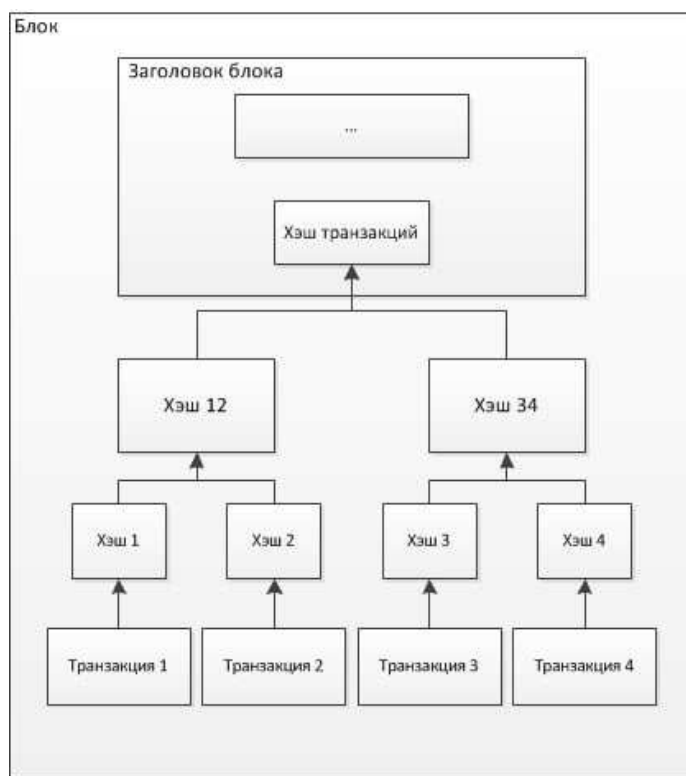 Блок
Заголовок блока
...
Хэш транзакций
Хэш 12
Хэш 34
Хэш 1
Хэш 2
Хэш 3
Хэш 4
Транзакция 1
Транзакция 2
Транзакция 3
Транзакция 4